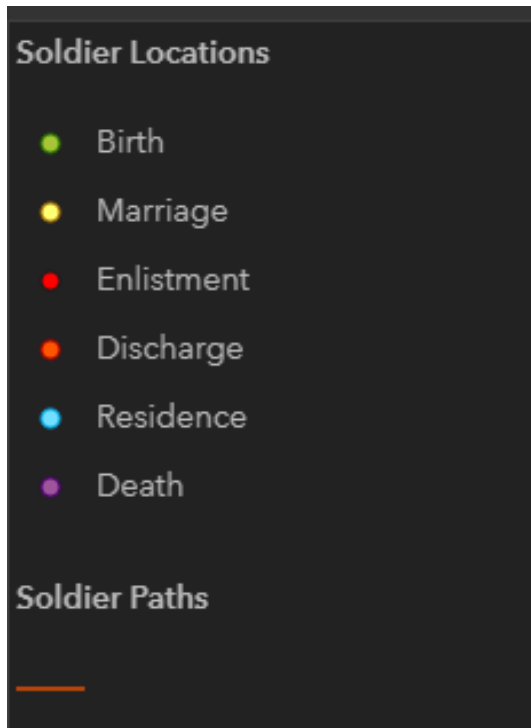 Soldier Locations
Birth
Marriage
Enlistment
Discharge
Residence
Death
Soldier Paths